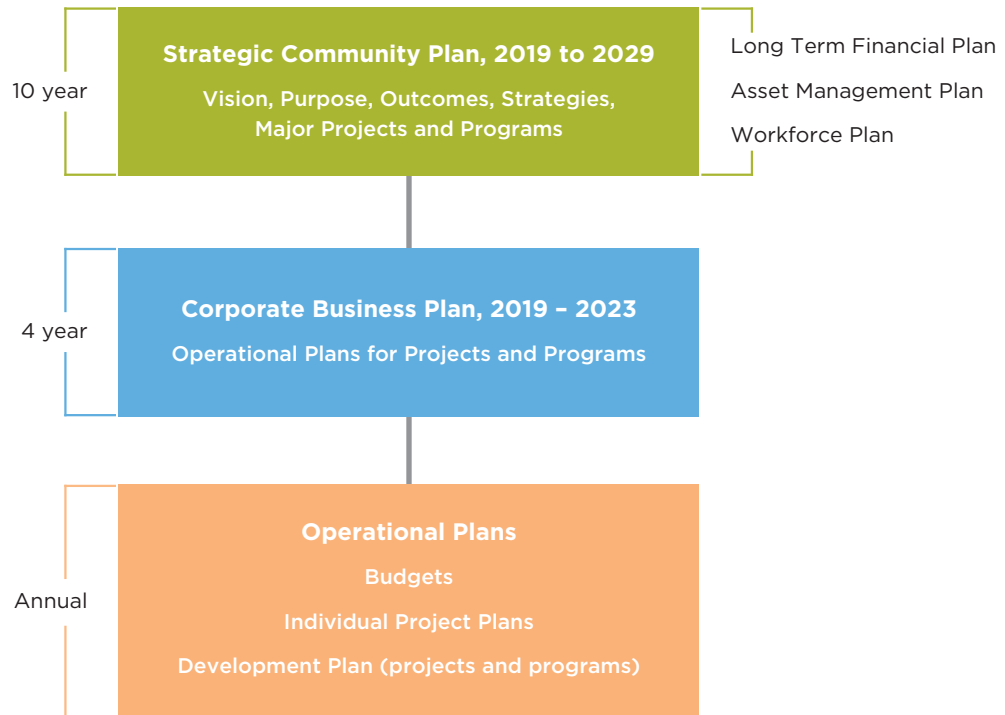 10 year
Strategic Community Plan, 2019 to 2029
Vision, Purpose, Outcomes, Strategies,
Major Projects and Programs
Long Term Financial Plan
Asset Management Plan
Workforce Plan
4 year
Corporate Business Plan, 2019 – 2023
Operational Plans for Projects and Programs
Annual
Operational Plans
Budgets
Individual Project Plans
Development Plan (projects and programs)